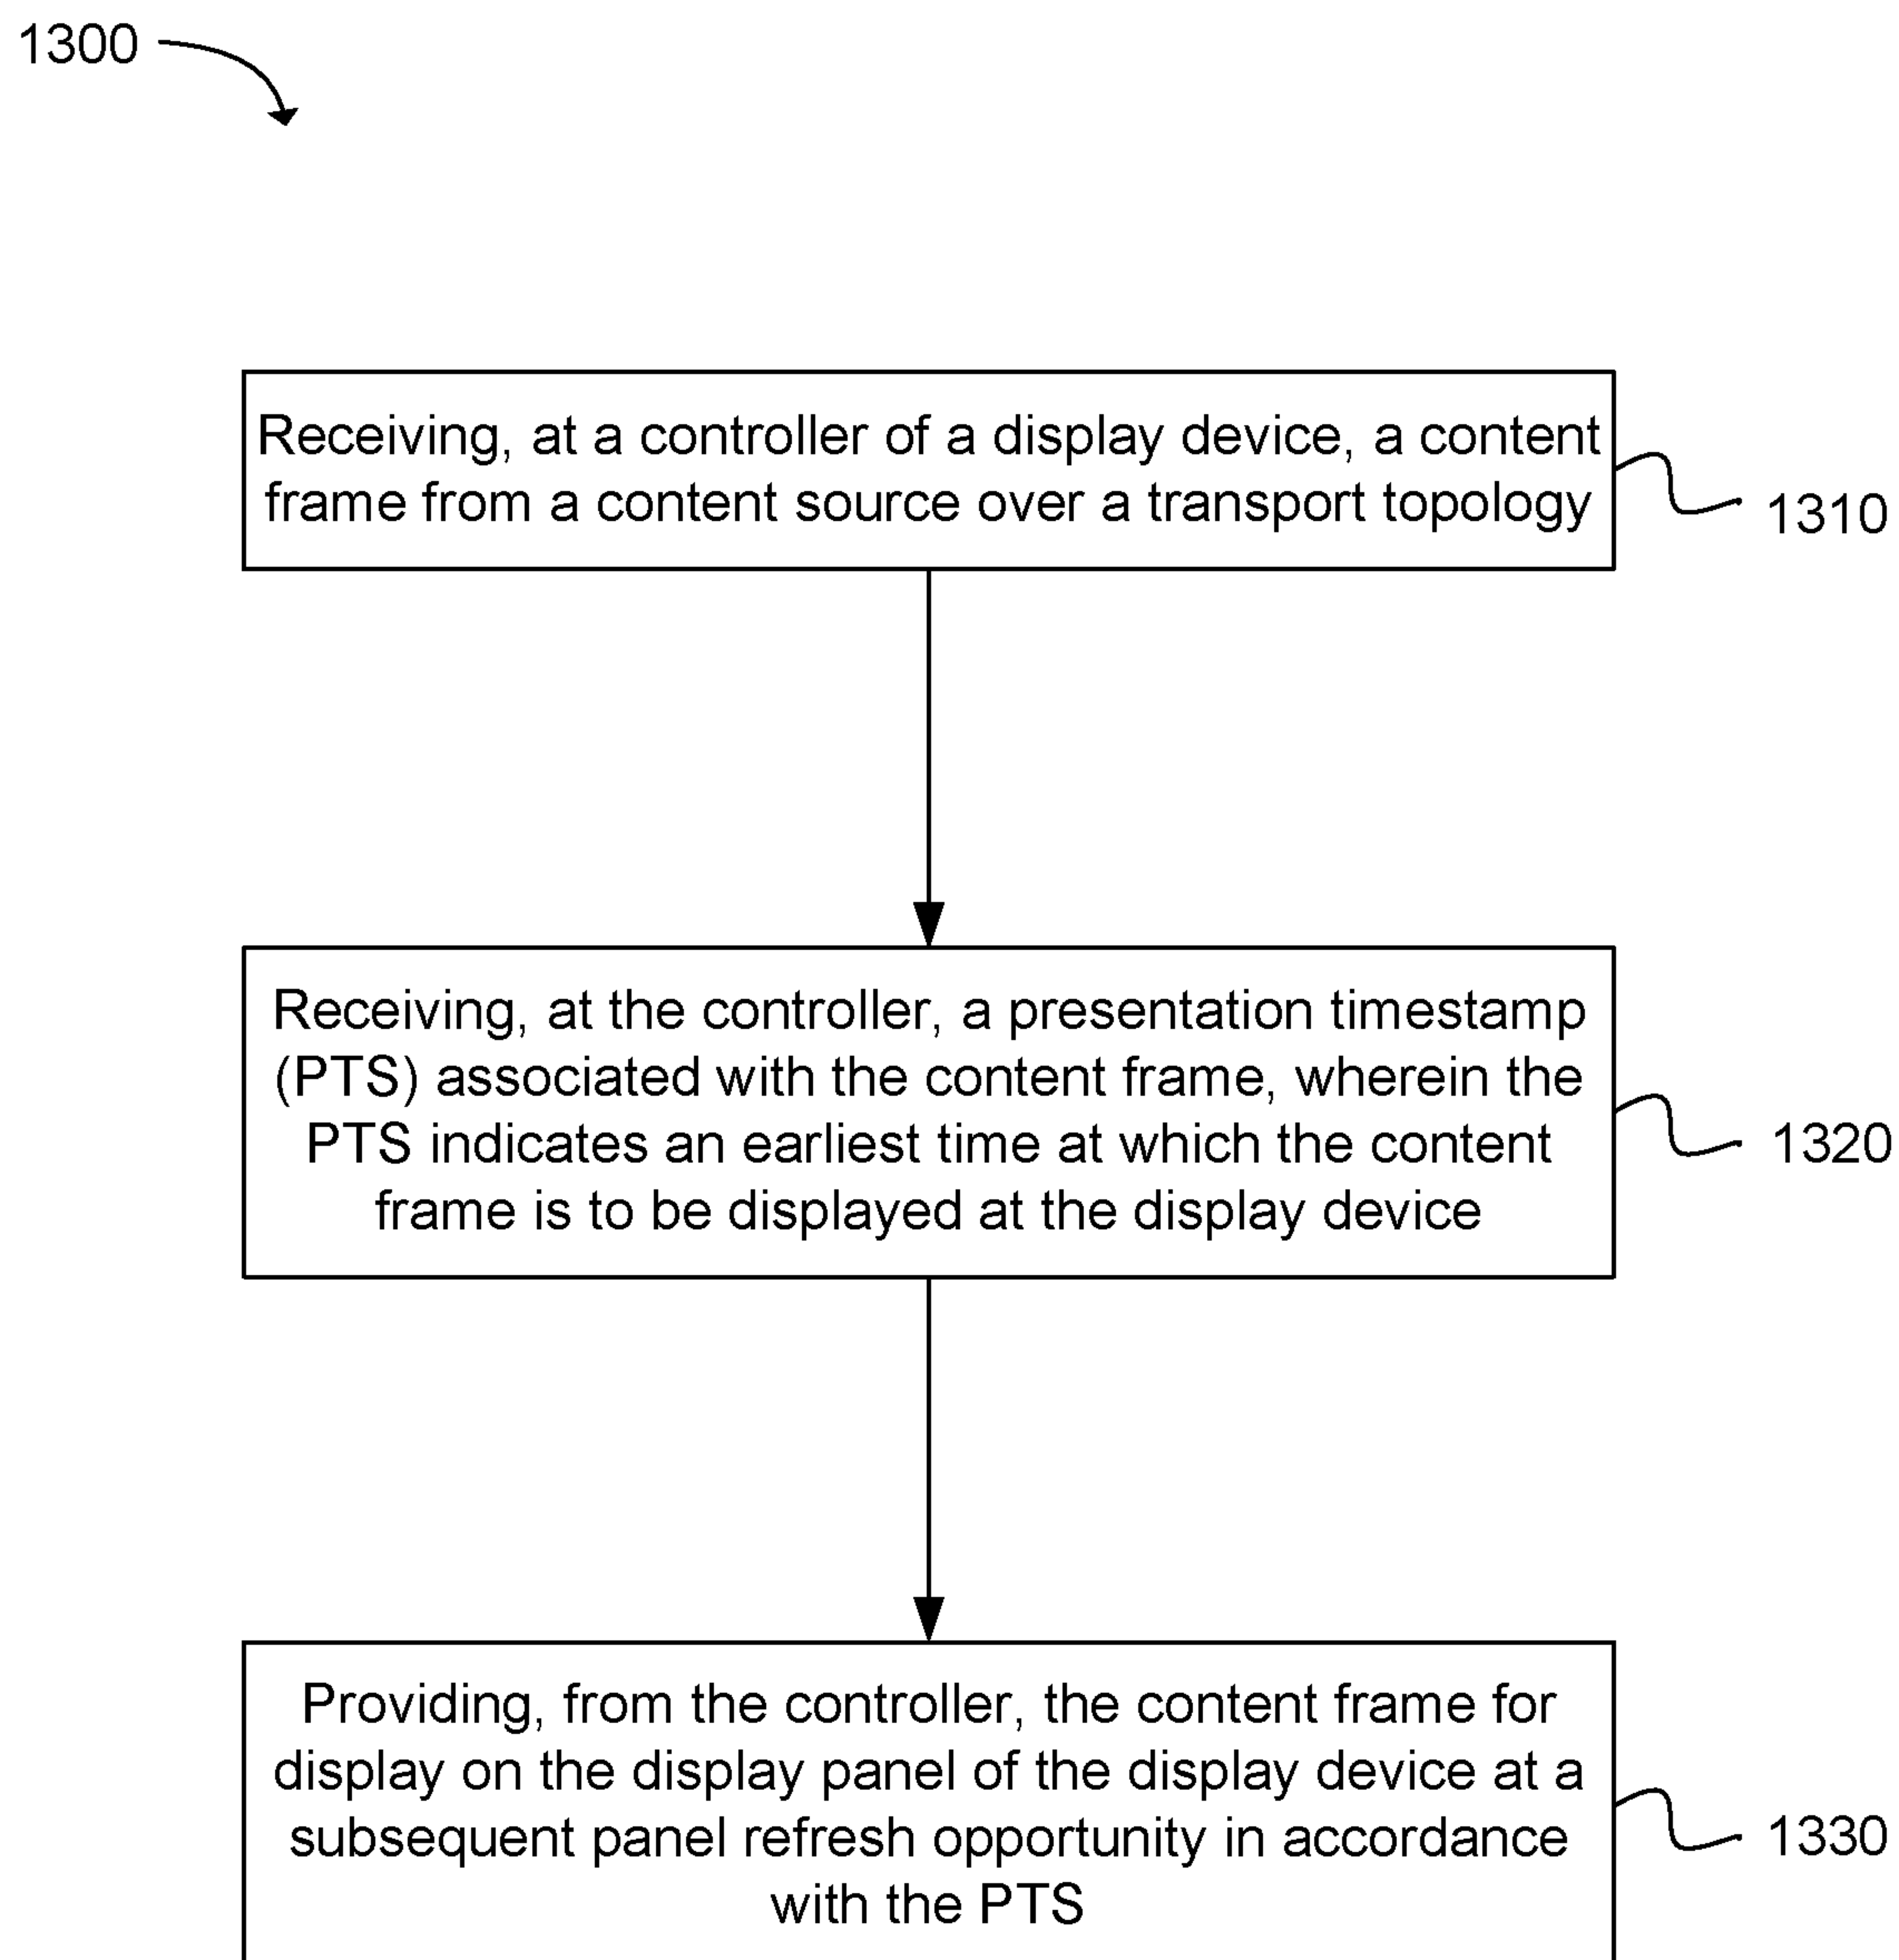 1300
Receiving, at a controller of a display device, a content
frame from a content source over a transport topology
1310
Receiving, at the controller, a presentation timestamp
(PTS) associated with the content frame, wherein the
PTS indicates an earliest time at which the content
frame is to be displayed at the display device
1320
Providing, from the controller, the content frame for
display on the display panel of the display device at a
subsequent panel refresh opportunity in accordance
with the PTS
1330